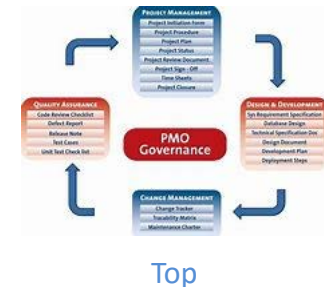 PROJECT MANAGEMENT
Project Initiation Form
Project Procedure
Project Plan
Project Status
Project Review Document
Project Sign - Off
Time Sheets
Project Closure
QUALITY ASSURANCE
Code Review Checklist
Defect Report
Release Note
Test Cases
Unit Test Check list
PMO
Governance
DESIGN & DEVELOPMENT
Sys Requirement Specification
Database Design
Technical Specification Doc
Design Document
Development Plan
Deployment Steps
CHANGE MANAGEMENT
Change Tracker
Tracability Matrix
Maintenance Charter
Top